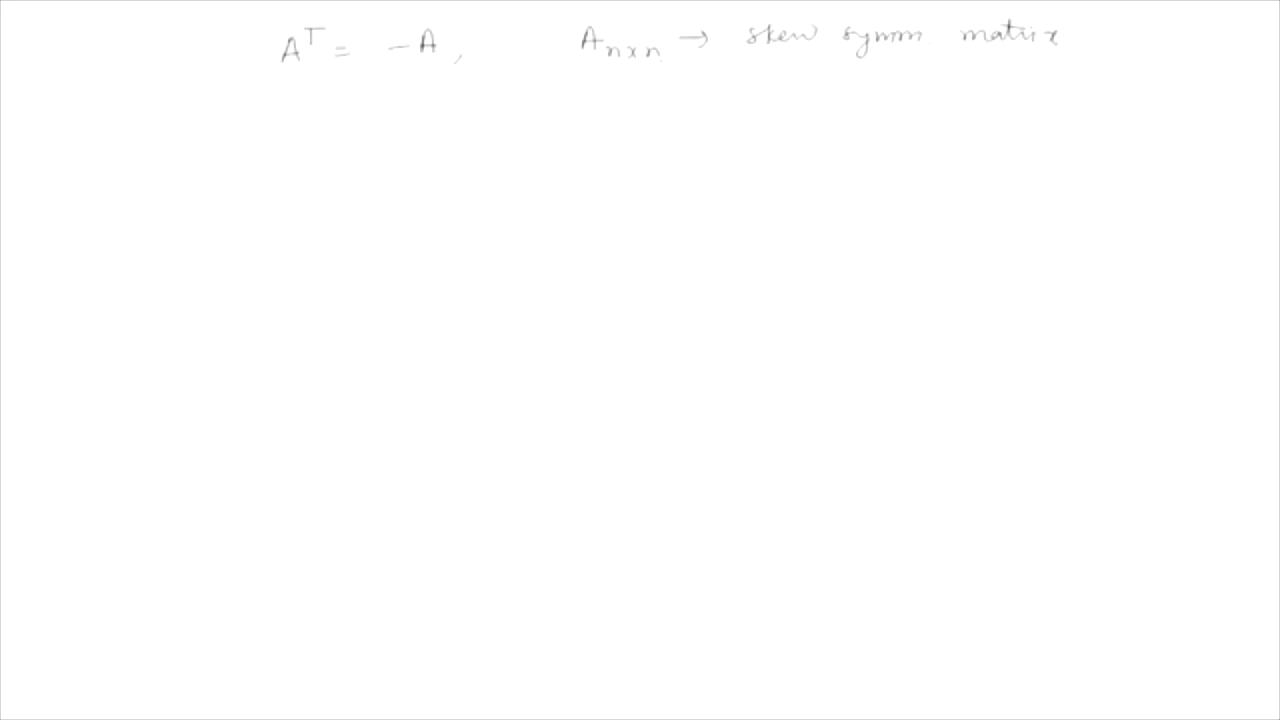 Aᵀ = -A, Aₙₓₙ → skew symm matrix